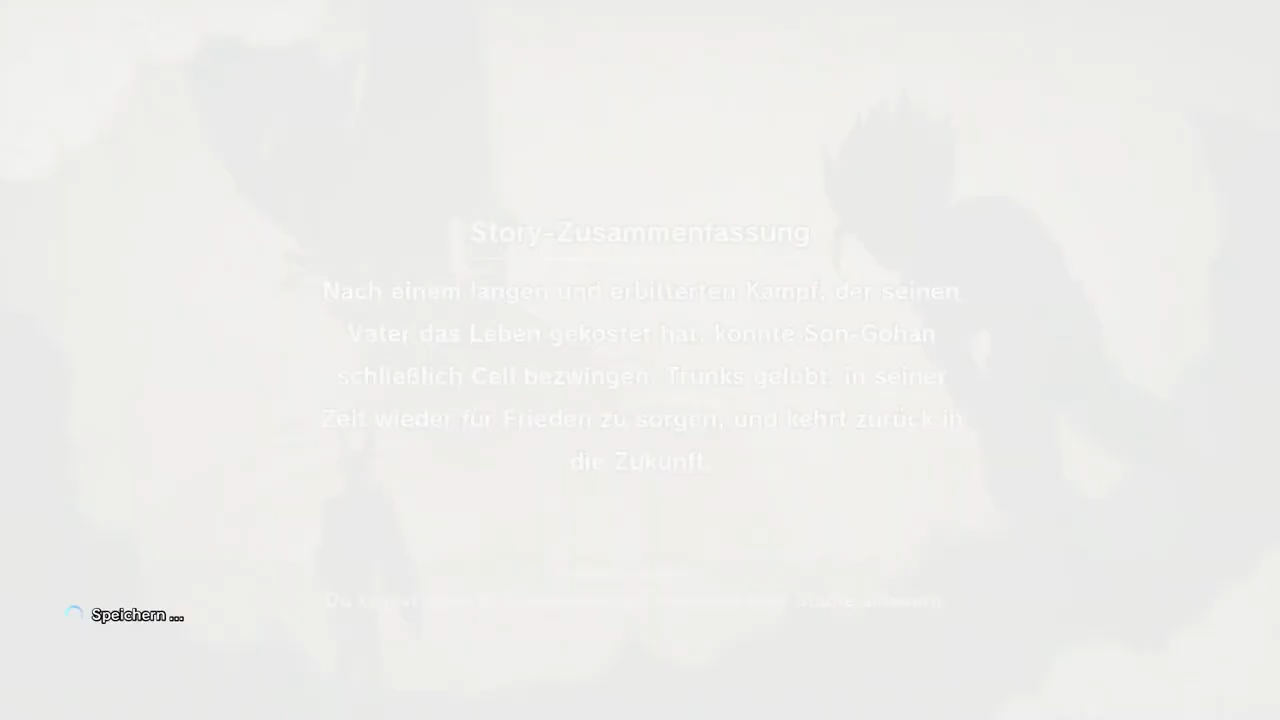 Story-Zusammenfassung
Nach einem langen und erbitterten Kampf, der seinen
Vater das Leben gekostet hat, konnte Son-Gohan
schließlich Cell bezwingen. Trunks gelobt, in seiner
Zeit wieder für Frieden zu sorgen, und kehrt zurück in
die Zukunft.
Du
Speichern ...